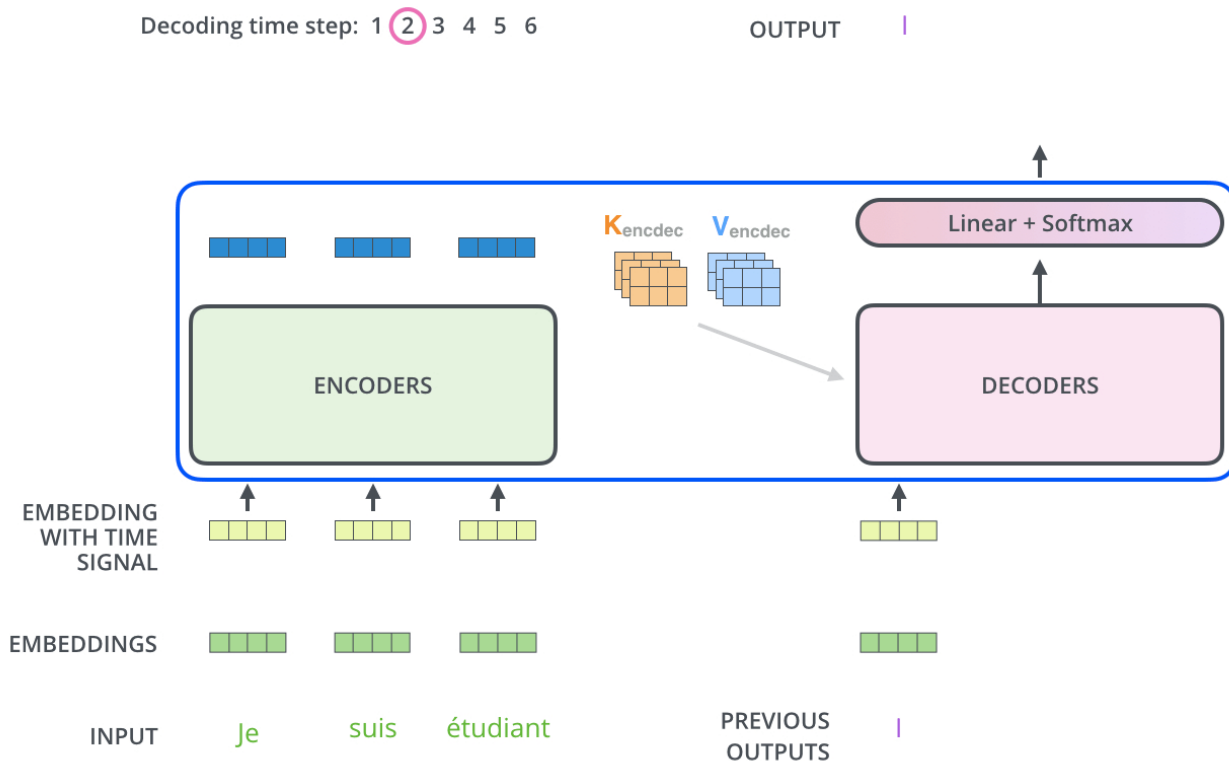 Decoding time step: 1 2 3 4 5 6
OUTPUT I
Kencdec Vencdec
Linear + Softmax
ENCODERS
DECODERS
EMBEDDING
WITH TIME
SIGNAL
EMBEDDINGS
INPUT Je suis étudiant
PREVIOUS
OUTPUTS I